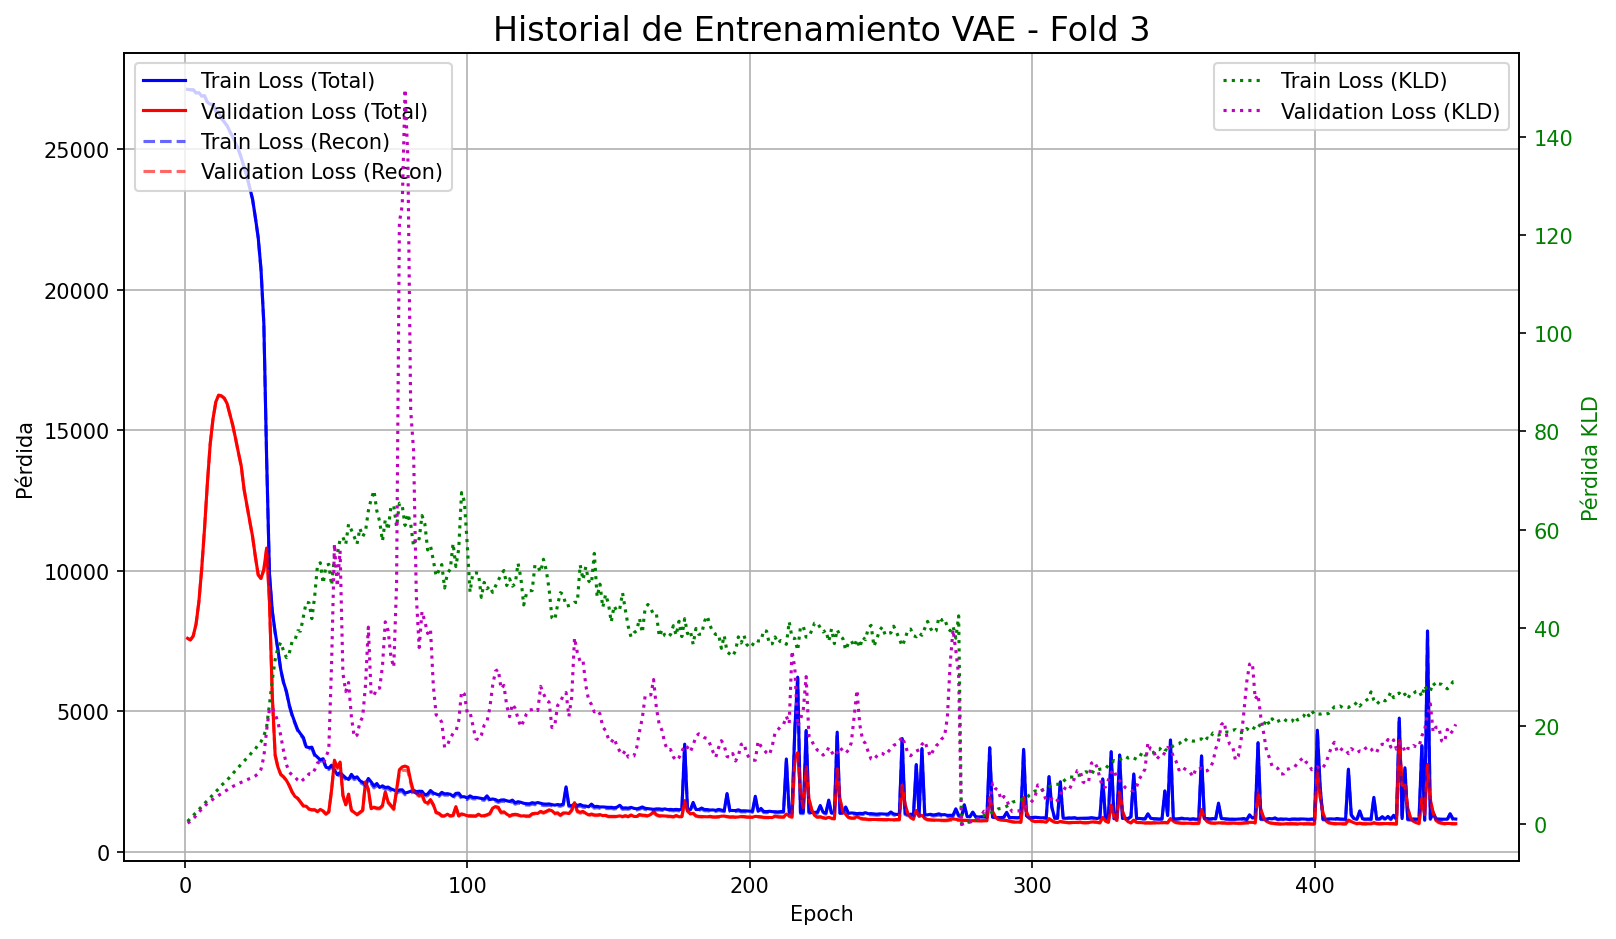 Historial de Entrenamiento VAE - Fold 3
Train Loss (Total)
Validation Loss (Total)
Train Loss (Recon)
Validation Loss (Recon)
Train Loss (KLD)
Validation Loss (KLD)
Pérdida
25000
20000
15000
10000
5000
0
140
120
100
80
60
40
20
0
Pérdida KLD
0
100
200
300
400
Epoch